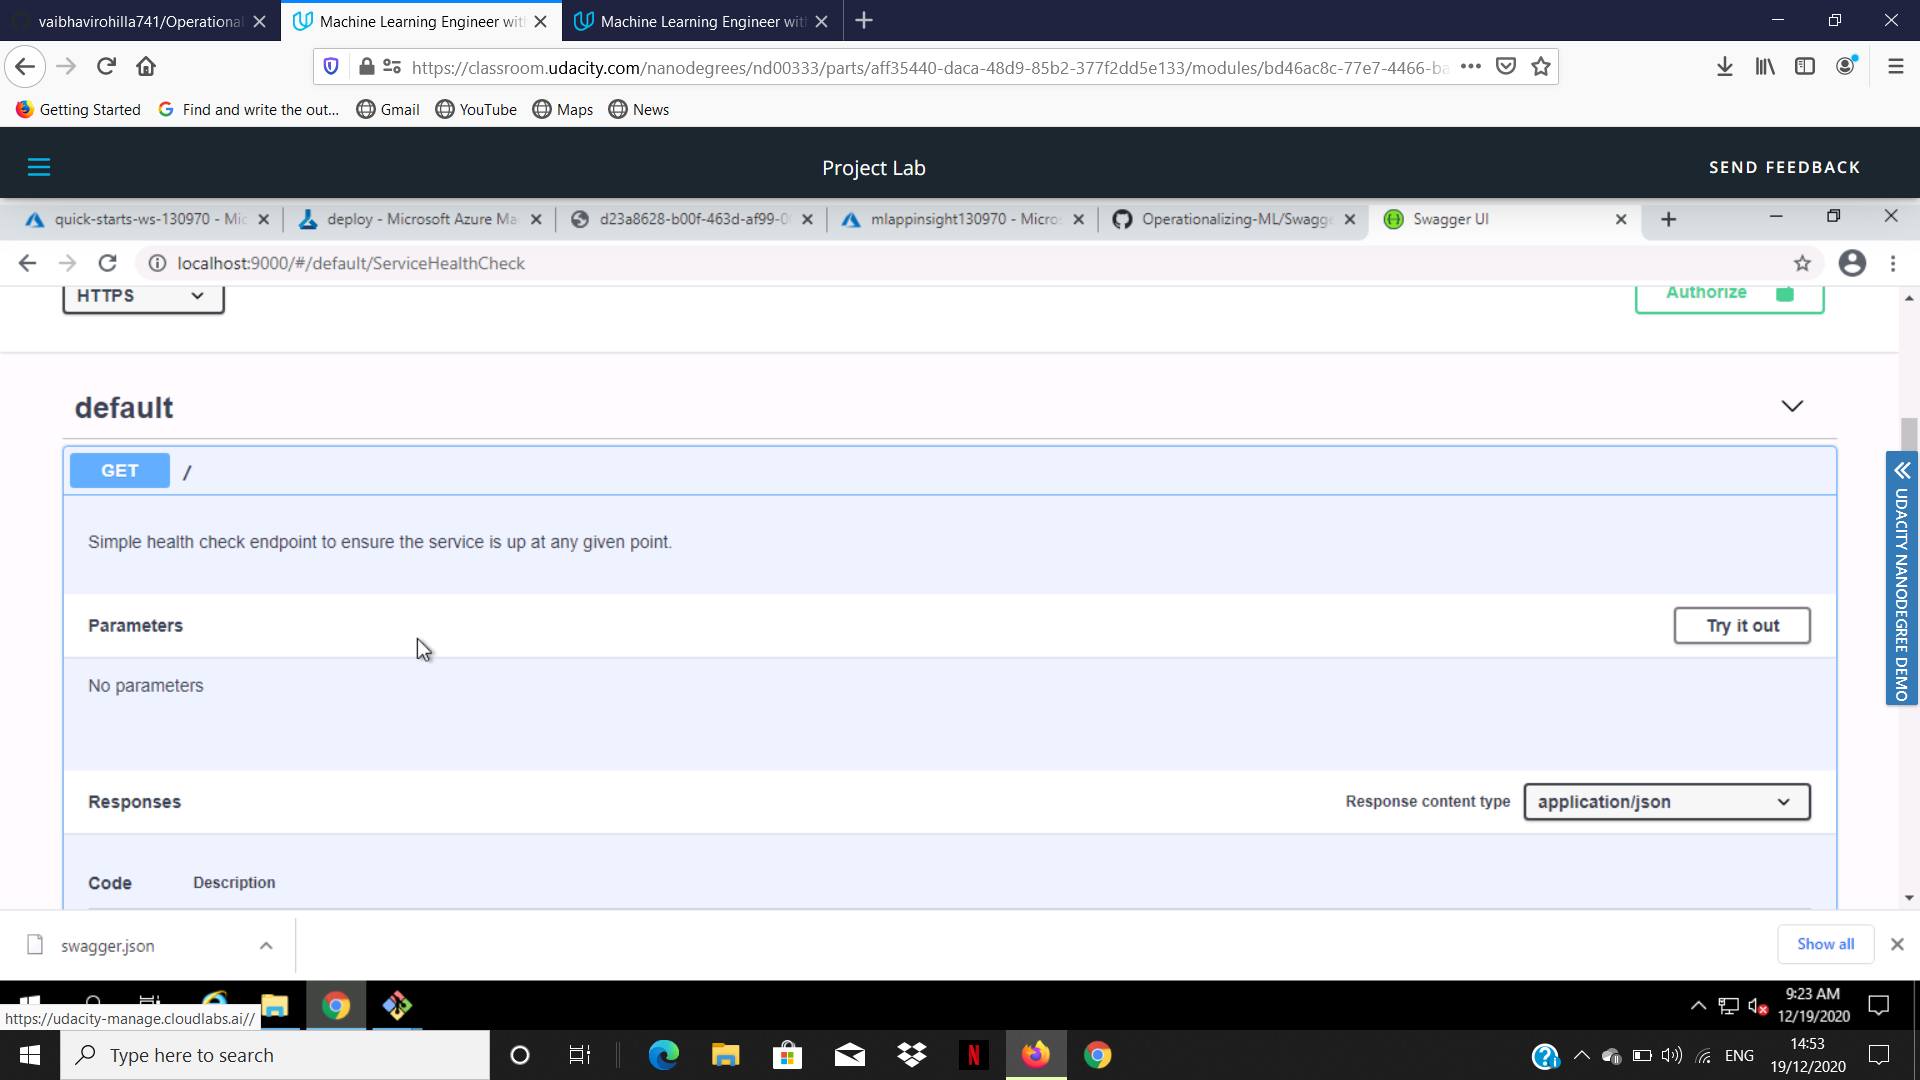 vaibhavirohilla741/Operational
Machine Learning Engineer with
Machine Learning Engineer with
https://classroom.udacity.com/nanodegrees/nd00333/parts/aff35440-daca-48d9-85b2-377f2dd5e133/modules/bd46ac8c-77e7-4466-ba
Getting Started
Find and write the out...
Gmail
YouTube
Maps
News
Project Lab
SEND FEEDBACK
quick-starts-ws-130970 - Mic
deploy - Microsoft Azure Ma
d23a8628-b00f-463d-af99-0
mlappinsight130970 - Micros
Operationalizing-ML/Swagge
Swagger UI
localhost:9000/#/default/ServiceHealthCheck
HTTPS
Authorize
default
GET /
Simple health check endpoint to ensure the service is up at any given point.
Parameters
Try it out
No parameters
Responses
Response content type
application/json
Code
Description
UDACITY NANODEGREE DEMO
swagger.json
Show all
9:23 AM
12/19/2020
https://udacity-manage.cloudlabs.ai//
Type here to search
N
ENG
14:53
19/12/2020